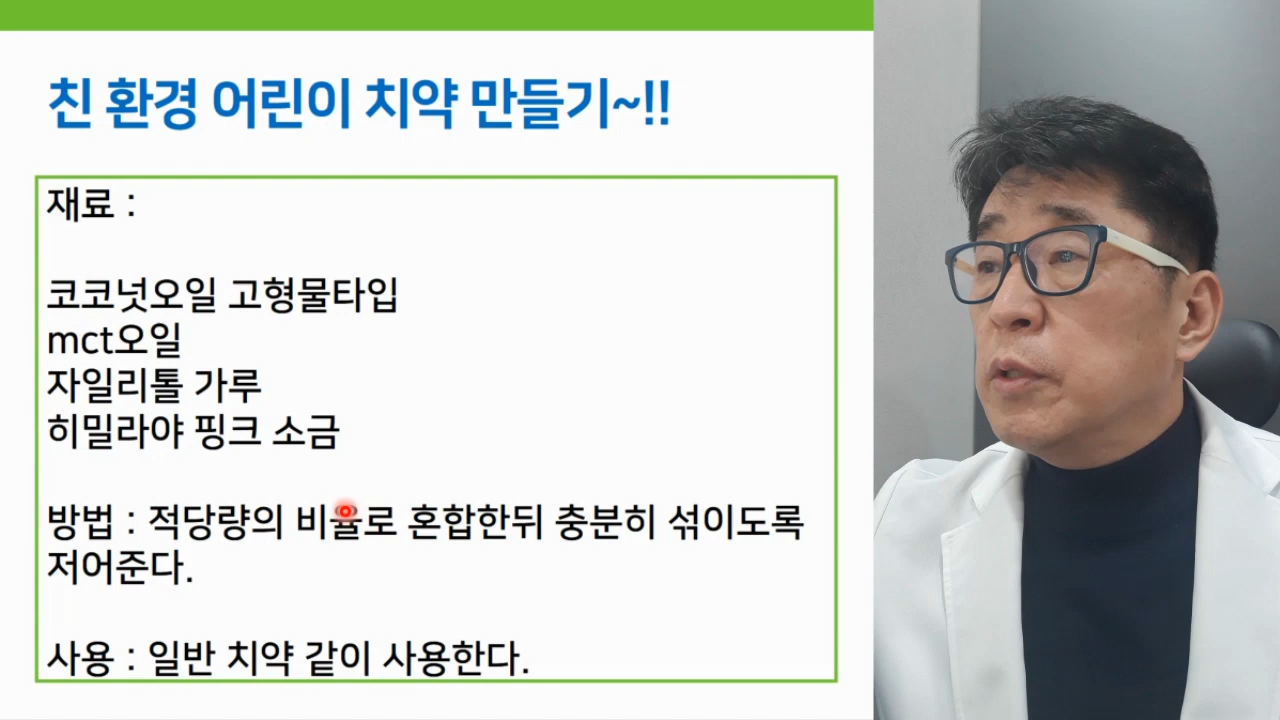 친 환경 어린이 치약 만들기~!!
재료 :
코코넛오일 고형물타입
mct오일
자일리톨 가루
히밀라야 핑크 소금
방법 : 적당량의 비율로 혼합한뒤 충분히 섞이도록
저어준다.
사용 : 일반 치약 같이 사용한다.